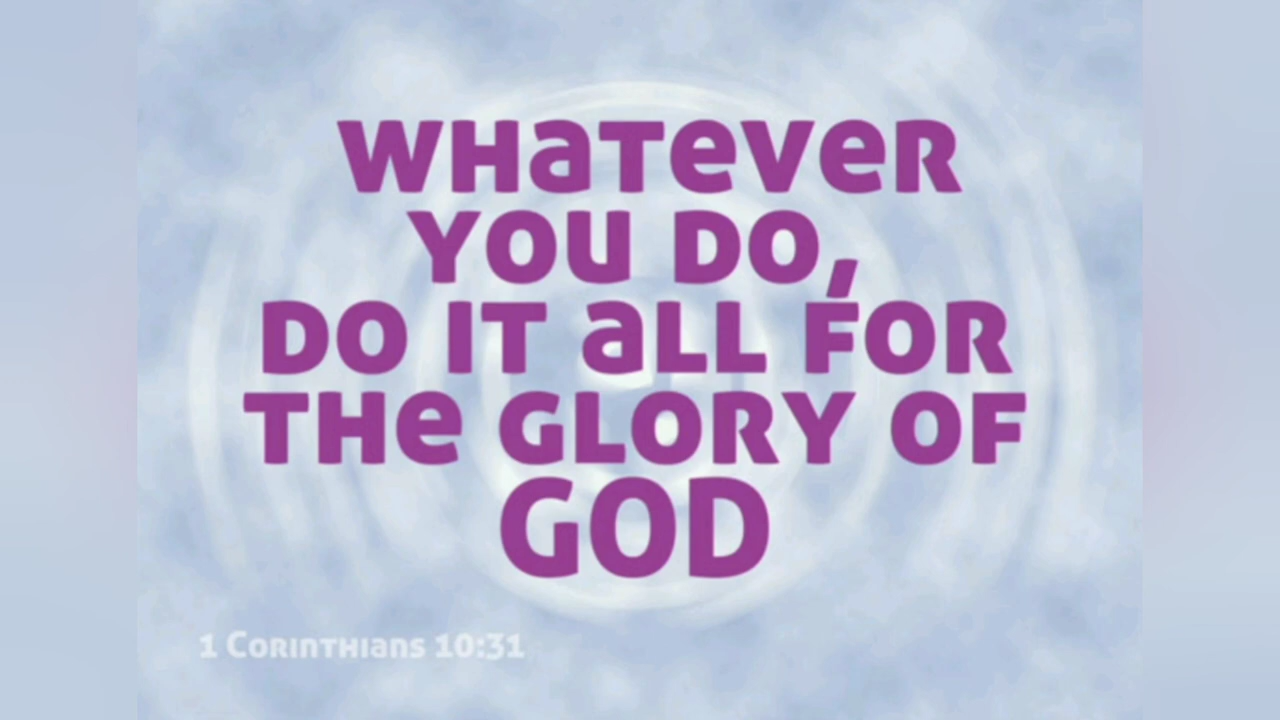 WHaTeVeR
YOU DO,
DO IT aLL FOR
THe GLORY OF
GOD
1 CORINTHIaNS 10:31